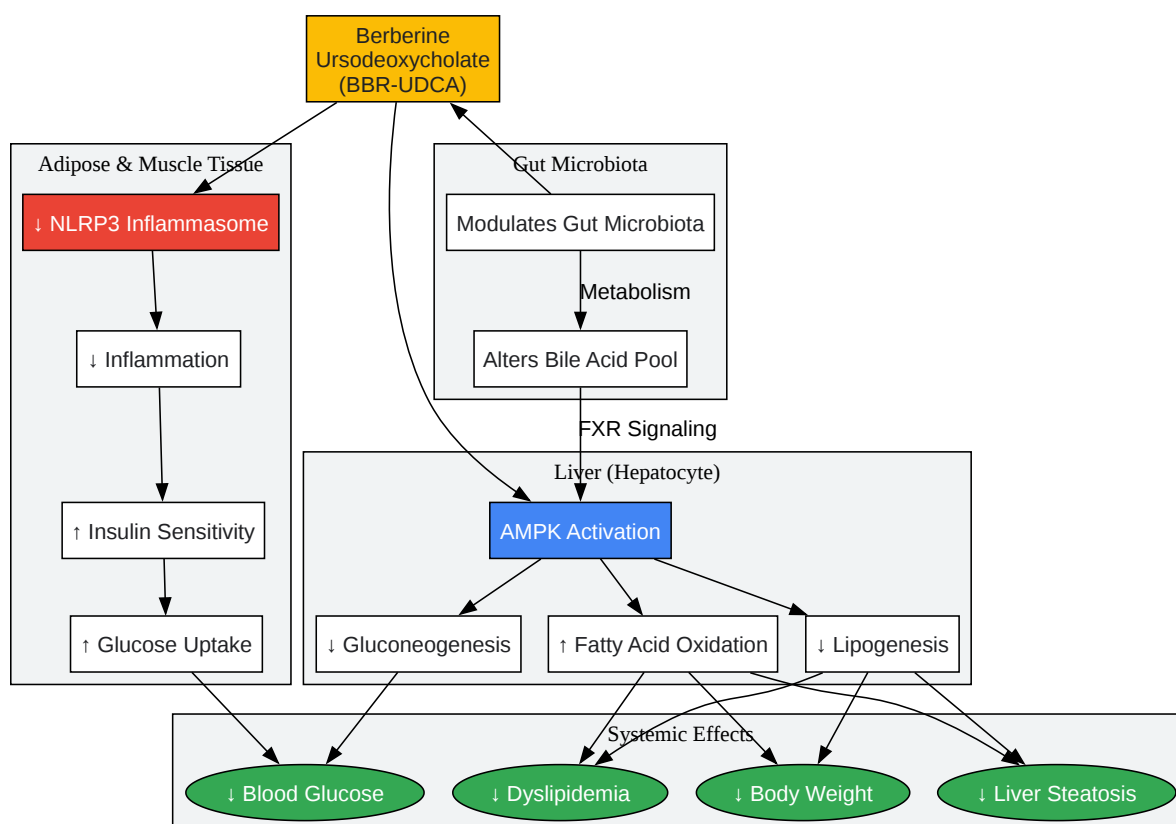 Berberine
Ursodeoxycholate
(BBR-UDCA)
Adipose & Muscle Tissue
Gut Microbiota
↓ NLRP3 Inflammasome
Modulates Gut Microbiota
Metabolism
↓ Inflammation
Alters Bile Acid Pool
FXR Signaling
Liver (Hepatocyte)
↑ Insulin Sensitivity
AMPK Activation
↑ Glucose Uptake
↓ Gluconeogenesis
↑ Fatty Acid Oxidation
↓ Lipogenesis
Systemic Effects
↓ Blood Glucose
↓ Dyslipidemia
↓ Body Weight
↓ Liver Steatosis